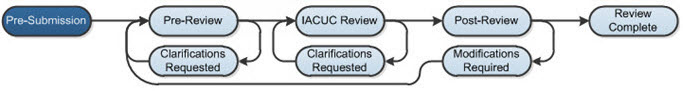 Pre-Submission
Pre-Review
IACUC Review
Post-Review
Review
Complete
Clarifications
Requested
Clarifications
Requested
Modifications
Required